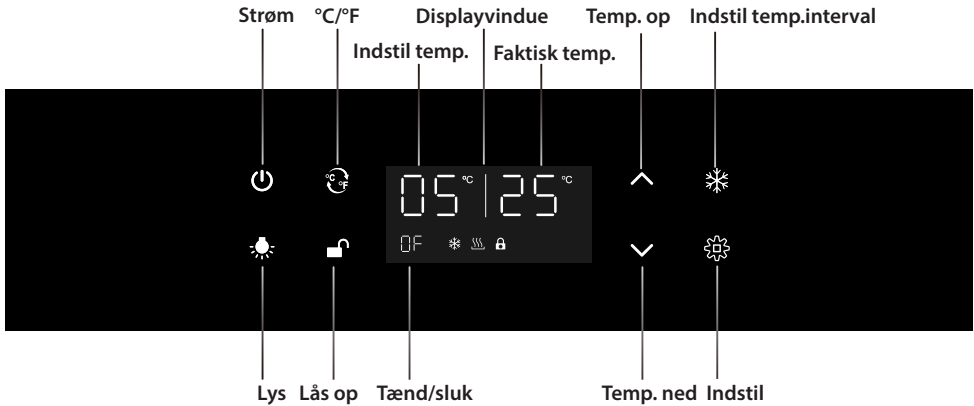 Strøm °C/°F Displayvindue Temp. op Indstil temp.interval
Indstil temp. Faktisk temp.
°C °F
05 °C 25 °C
0F
Lys Lås op Tænd/sluk Temp. ned Indstil